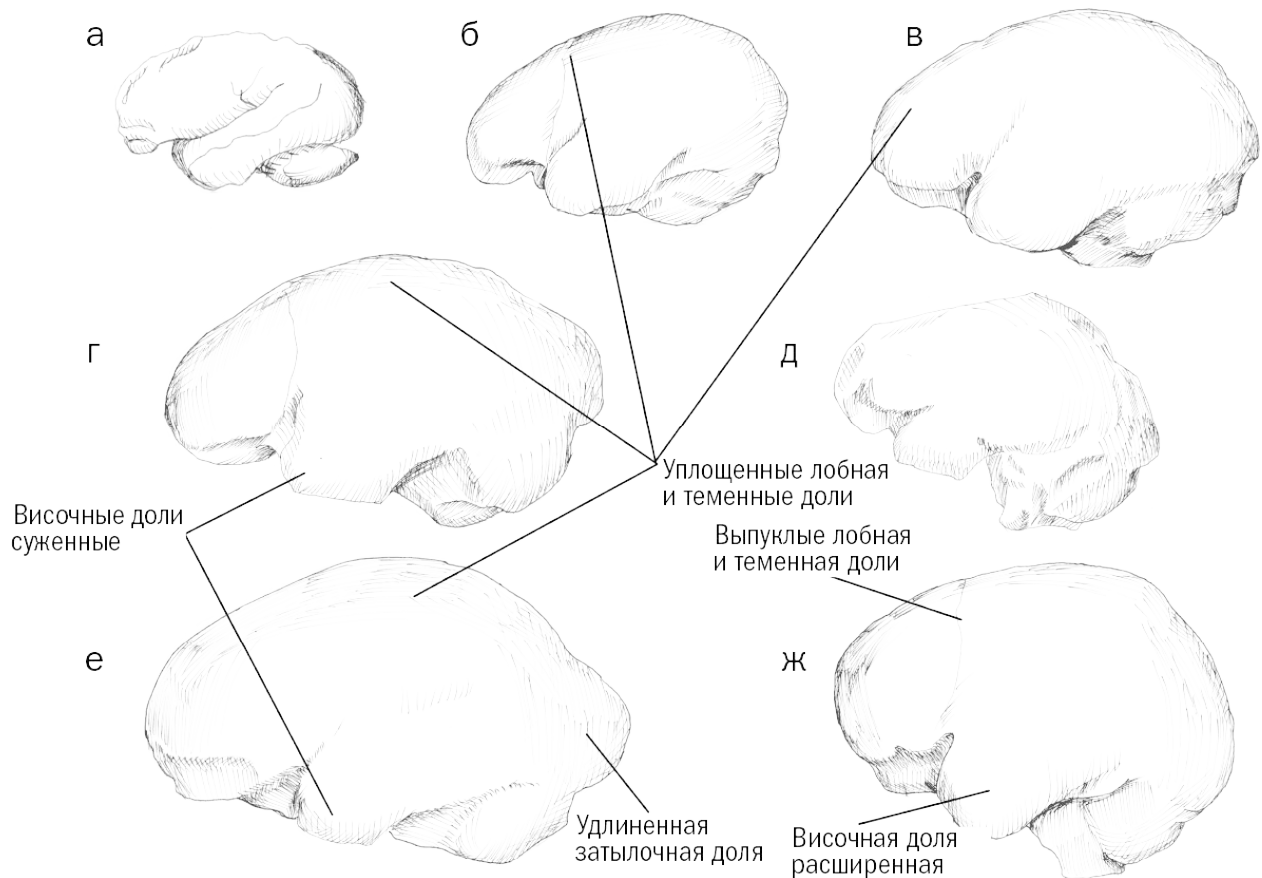 а
б
в
г
д
Уплощенные лобная
и теменные доли
Височные доли
суженные
Выпуклые лобная
и теменная доли
е
ж
Удлиненная
затылочная доля
Височная доля
расширенная